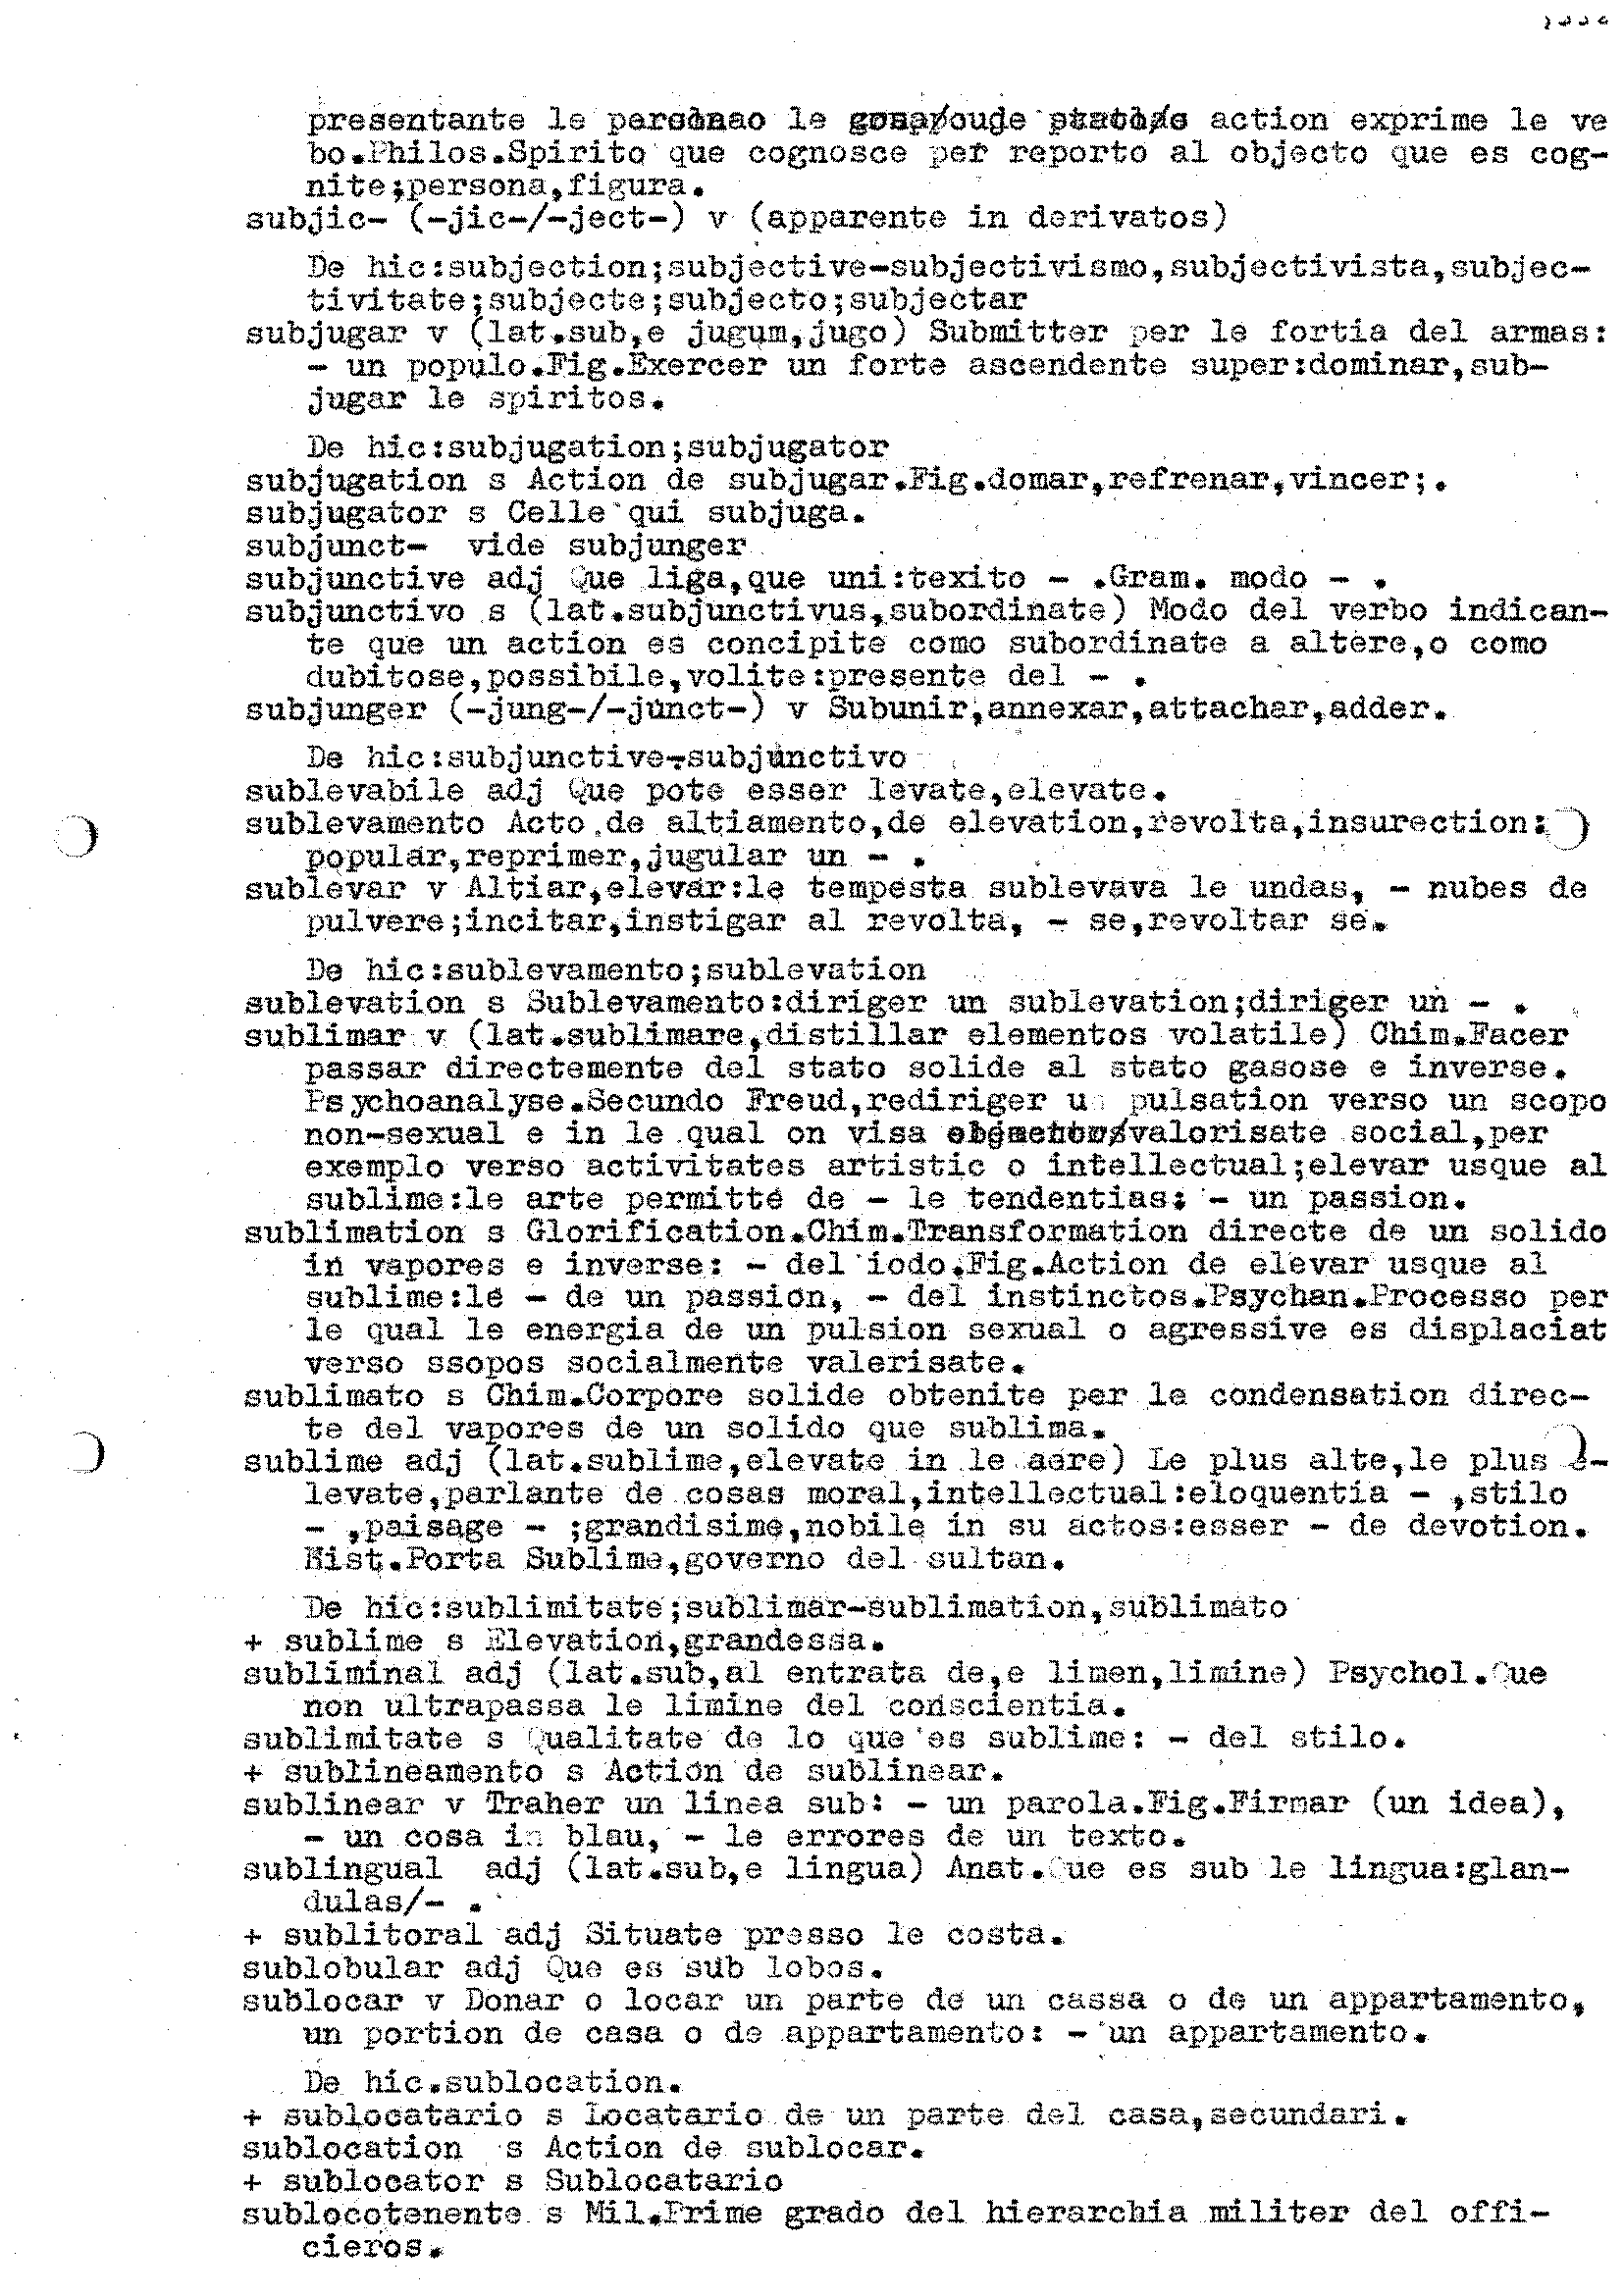 presentante le persona o le action exprime le ve
bo.Philos.Spirito que cognosce per reporto al objecto que es cog-
nite;persona,figura.
subjic- (-jic-/-ject-) v (apparente in derivatos)
De hic:subjection;subjective-subjectivismo,subjectivista,subjec-
tivitate;subjecte;subjecto;subjectar
subjugar v (lat.sub,e jugum,jugo) Submitter per le fortia del armas:
- un populo.Fig.Exercer un forte ascendente super:dominar,sub-
jugar le spiritos.
De hic:subjugation;subjugator
subjugation s Action de subjugar.Fig.domar,refrenar,vincer;.
subjugator s Celle qui subjuga.
subjunct- vide subjunger
subjunctive adj Que liga,que uni:texito - .Gram. modo - .
subjunctivo s (lat.subjunctivus,subordinate) Modo del verbo indican-
te que un action es concipite como subordinate a altere,o como
dubitose,possibile,volite:presente del - .
subjunger (-jung-/-junct-) v Subunir,annexar,attachar,adder.
De hic:subjunctive-subjunctivo
sublevabile adj Que pote esser levate,elevate.
sublevamento Acto de altiamento,de elevation,revolta,insurection:
popular,reprimer,jugular un - .
sublevar v Altiar,elevar:le tempesta sublevava le undas, - nubes de
pulvere;incitar,instigar al revolta, - se,revoltar se.
De hic:sublevamento;sublevation
sublevation s Sublevamento:diriger un sublevation;diriger un - .
sublimar v (lat.sublimare,distillar elementos volatile) Chim.Facer
passar directemente del stato solide al stato gasose e inverse.
Psychoanalyse.Secundo Freud,rediriger u pulsation verso un scopo
non-sexual e in le qual on visa valorisate social,per
exemplo verso activitates artistic o intellectual;elevar usque al
sublime:le arte permitte de - le tendentias: - un passion.
sublimation s Glorification.Chim.Transformation directe de un solido
in vapores e inverse: - del iodo.Fig.Action de elevar usque al
sublime:le - de un passion, - del instinctos.Psychan.Processo per
le qual le energia de un pulsion sexual o agressive es displaciat
verso ssopos socialmente valerisate.
sublimato s Chim.Corpore solide obtenite per le condensation direc-
te del vapores de un solido que sublima.
sublime adj (lat.sublime,elevate in le aere) Le plus alte,le plus e-
levate,parlante de cosas moral,intellectual:eloquentia - ,stilo
- ,paisage - ;grandisime,nobile in su actos:esser - de devotion.
Hist.Porta Sublime,governo del sultan.
De hic:sublimitate;sublimar-sublimation,sublimato
+ sublime s Elevation,grandessa.
subliminal adj (lat.sub,al entrata de,e limen,limine) Psychol.Que
non ultrapassa le limine del conscientia.
sublimitate s Qualitate de lo que es sublime: - del stilo.
+ sublineamento s Action de sublinear.
sublinear v Traher un linea sub: - un parola.Fig.Firmar (un idea),
- un cosa in blau, - le errores de un texto.
sublingual adj (lat.sub,e lingua) Anat.Que es sub le lingua:glan-
dulas/- .
+ sublitoral adj Situate presso le costa.
sublobular adj Que es sub lobos.
sublocar v Donar o locar un parte de un cassa o de un appartamento,
un portion de casa o de appartamento: - un appartamento.
De hic.sublocation.
+ sublocatario s Locatario de un parte del casa,secundari.
sublocation s Action de sublocar.
+ sublocator s Sublocatario
sublocotenente s Mil.Prime grado del hierarchia militer del offi-
cieros.